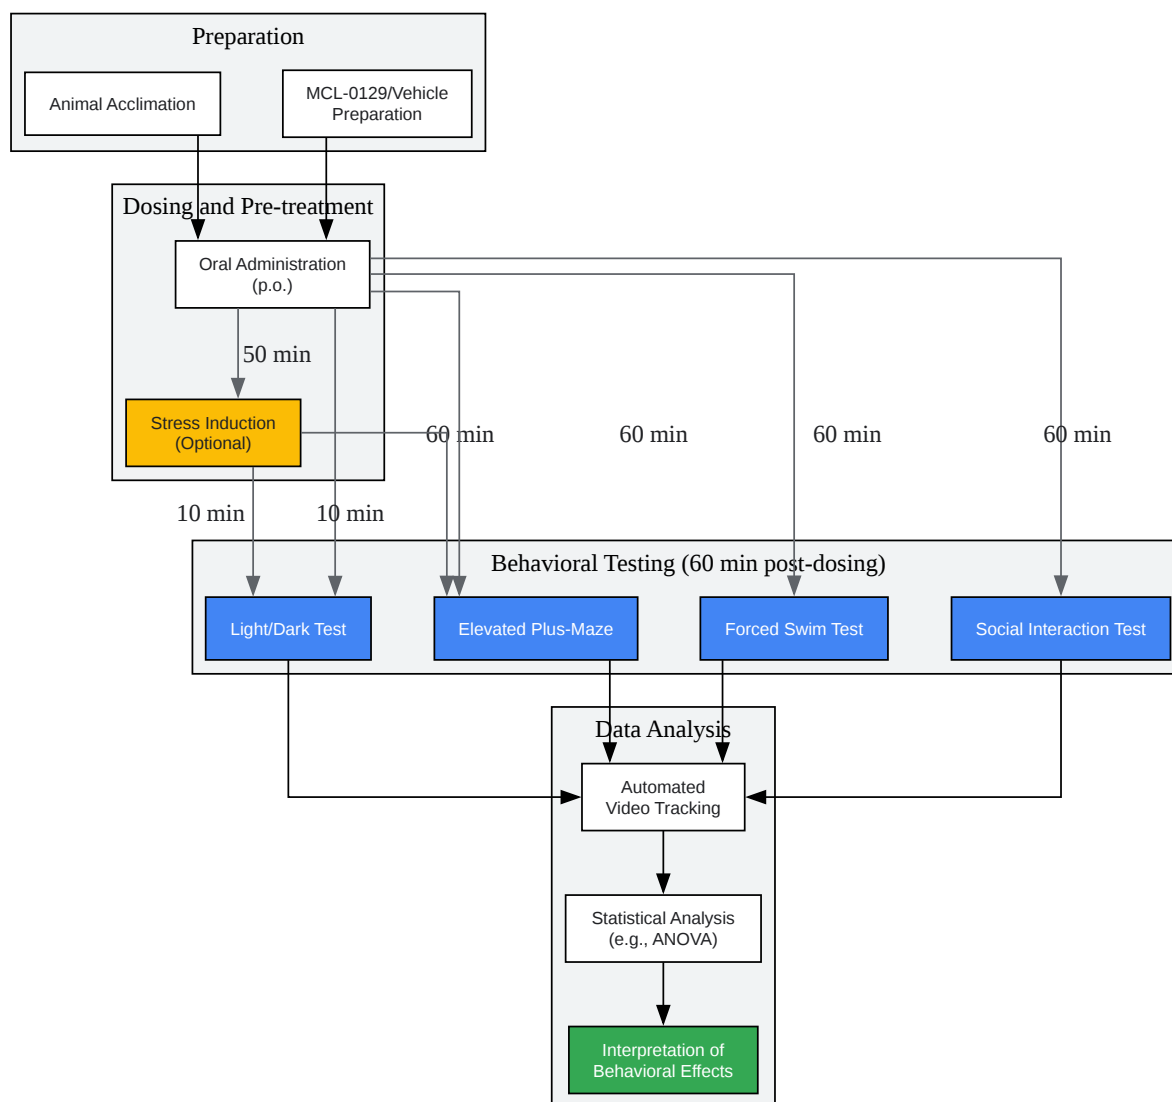 Preparation
Animal Acclimation
MCL-0129/Vehicle
Preparation
Dosing and Pre-treatment
Oral Administration
(p.o.)
50 min
Stress Induction
(Optional)
60 min
60 min
60 min
60 min
10 min
10 min
Behavioral Testing (60 min post-dosing)
Light/Dark Test
Elevated Plus-Maze
Forced Swim Test
Social Interaction Test
Data Analysis
Automated
Video Tracking
Statistical Analysis
(e.g., ANOVA)
Interpretation of
Behavioral Effects